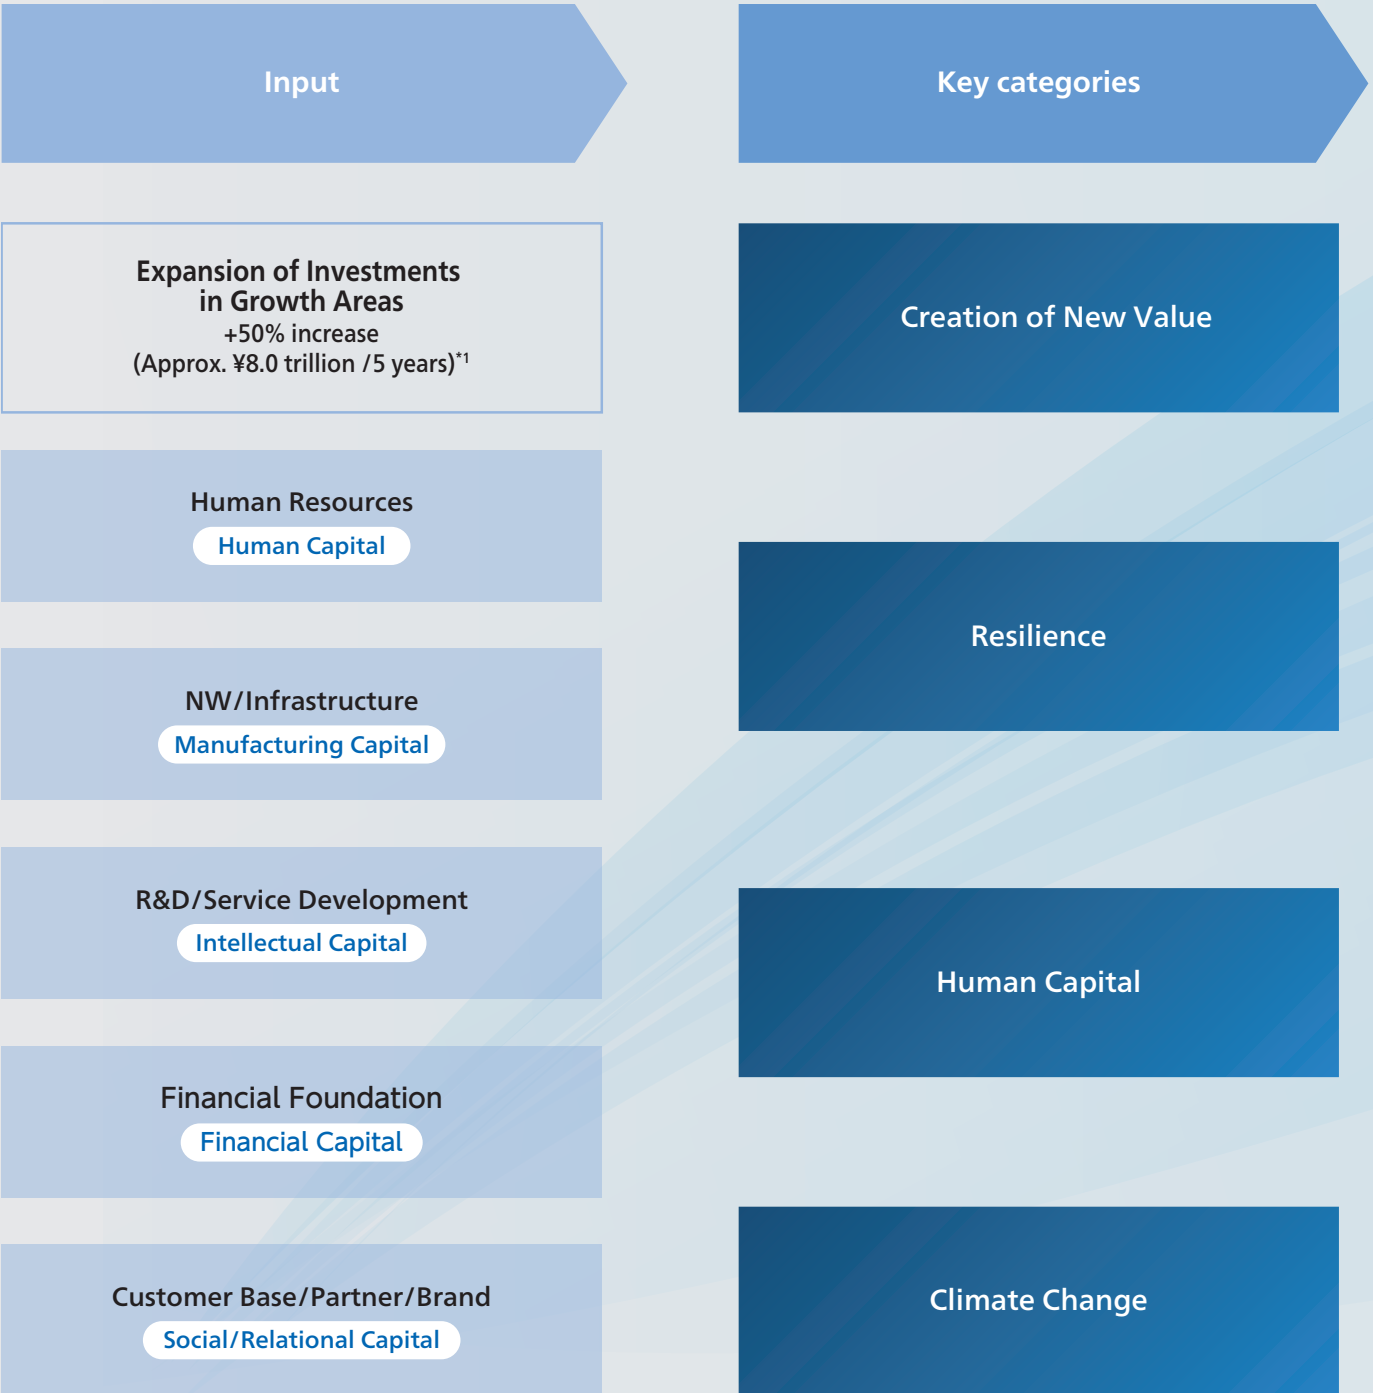 Input
Expansion of Investments
in Growth Areas
+50% increase
(Approx. ¥8.0 trillion /5 years)*1
Human Resources
Human Capital
NW/Infrastructure
Manufacturing Capital
R&D/Service Development
Intellectual Capital
Financial Foundation
Financial Capital
Customer Base/Partner/Brand
Social/Relational Capital
Key categories
Creation of New Value
Resilience
Human Capital
Climate Change